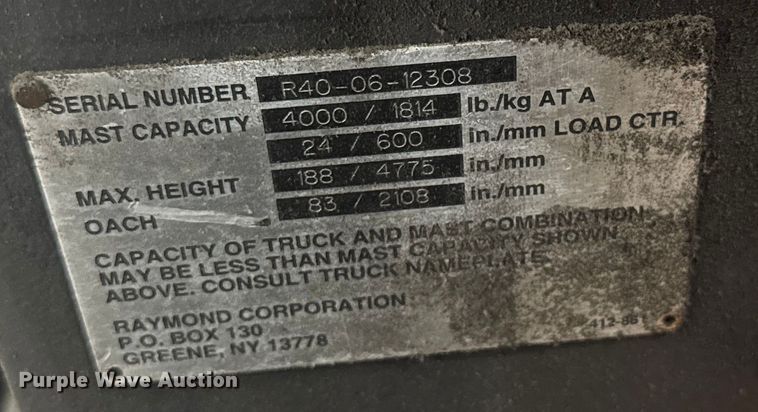 SERIAL NUMBER R40-06-12308
MAST CAPACITY 4000 / 1814 lb./kg AT A
24 / 600 in./mm LOAD CTR.
MAX. HEIGHT 188 / 4775 in./mm
OACH 83 / 2108 in./mm
CAPACITY OF TRUCK AND MAST COMBINATION
MAY BE LESS THAN MAST CAPACITY SHOWN
ABOVE. CONSULT TRUCK NAMEPLATE.
RAYMOND CORPORATION
P.O. BOX 130
GREENE, NY 13778
Purple Wave Auction